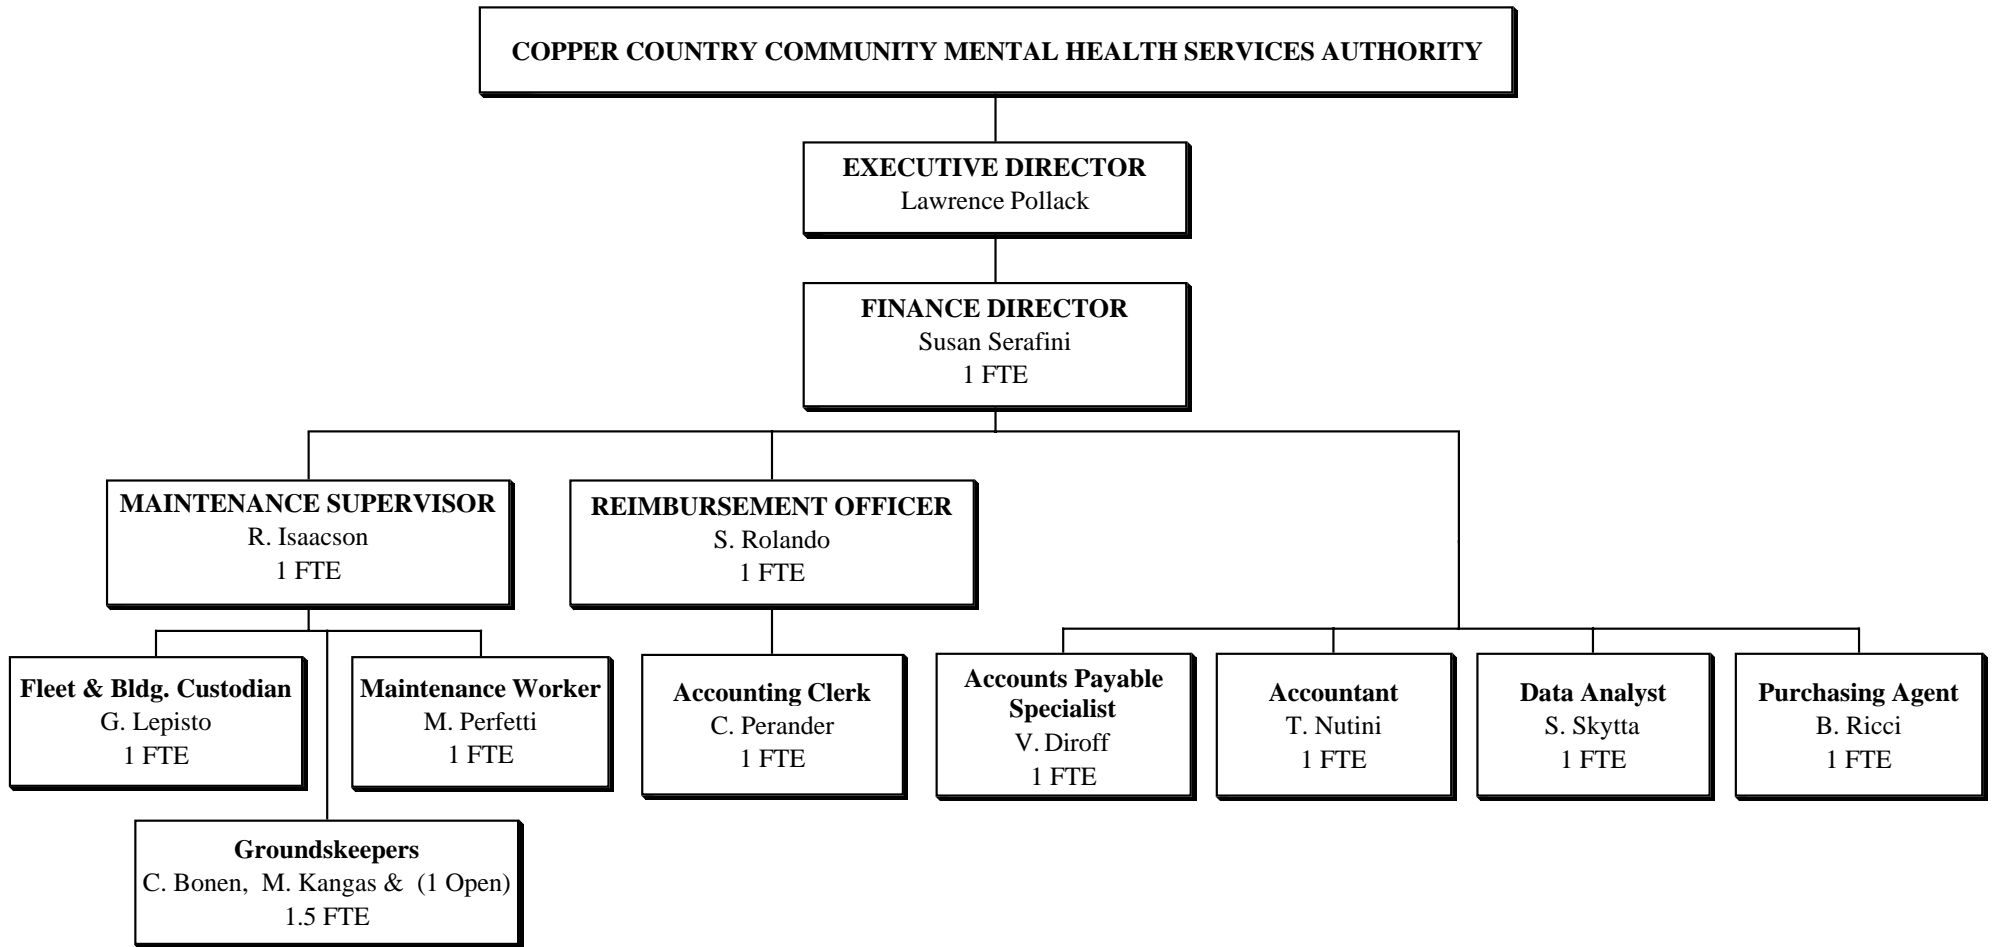 COPPER COUNTRY COMMUNITY MENTAL HEALTH SERVICES AUTHORITY
EXECUTIVE DIRECTOR
Lawrence Pollack
FINANCE DIRECTOR
Susan Serafini
1 FTE
MAINTENANCE SUPERVISOR
R. Isaacson
1 FTE
REIMBURSEMENT OFFICER
S. Rolando
1 FTE
Fleet & Bldg. Custodian
G. Lepisto
1 FTE
Maintenance Worker
M. Perfetti
1 FTE
Accounting Clerk
C. Perander
1 FTE
Accounts Payable
Specialist
V. Diroff
1 FTE
Accountant
T. Nutini
1 FTE
Data Analyst
S. Skytta
1 FTE
Purchasing Agent
B. Ricci
1 FTE
Groundskeepers
C. Bonen,  M. Kangas &  (1 Open)
1.5 FTE